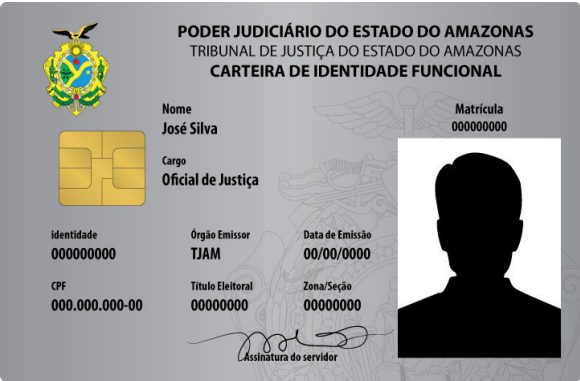 PODER JUDICIÁRIO DO ESTADO DO AMAZONAS
TRIBUNAL DE JUSTIÇA DO ESTADO DO AMAZONAS
CARTEIRA DE IDENTIDADE FUNCIONAL
Nome
José Silva
Matrícula
000000000
Cargo
Oficial de Justiça
identidade
000000000
Órgão Emissor
TJAM
Data de Emissão
00/00/0000
CPF
000.000.000-00
Título Eleitoral
00000000
Zona/Seção
00000000
Assinatura do servidor